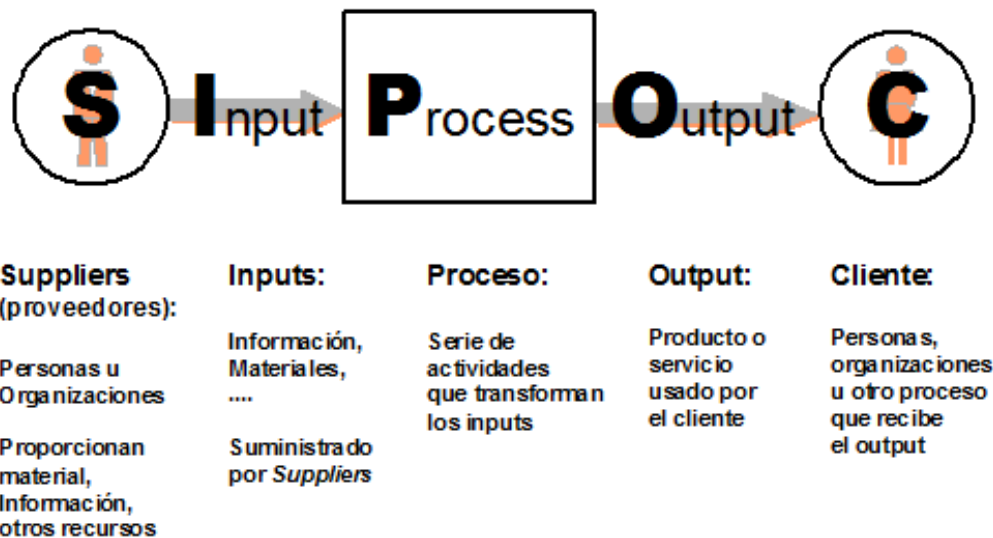 S Input Process Output C
Suppliers
(proveedores):
Personas u
Organizaciones
Proporcionan
material,
Información,
otros recursos
Inputs:
Información,
Materiales,
....
Suministrado
por Suppliers
Proceso:
Serie de
actividades
que transforman
los inputs
Output:
Producto o
servicio
usado por
el cliente
Cliente:
Personas,
organizaciones
u otro proceso
que recibe
el output